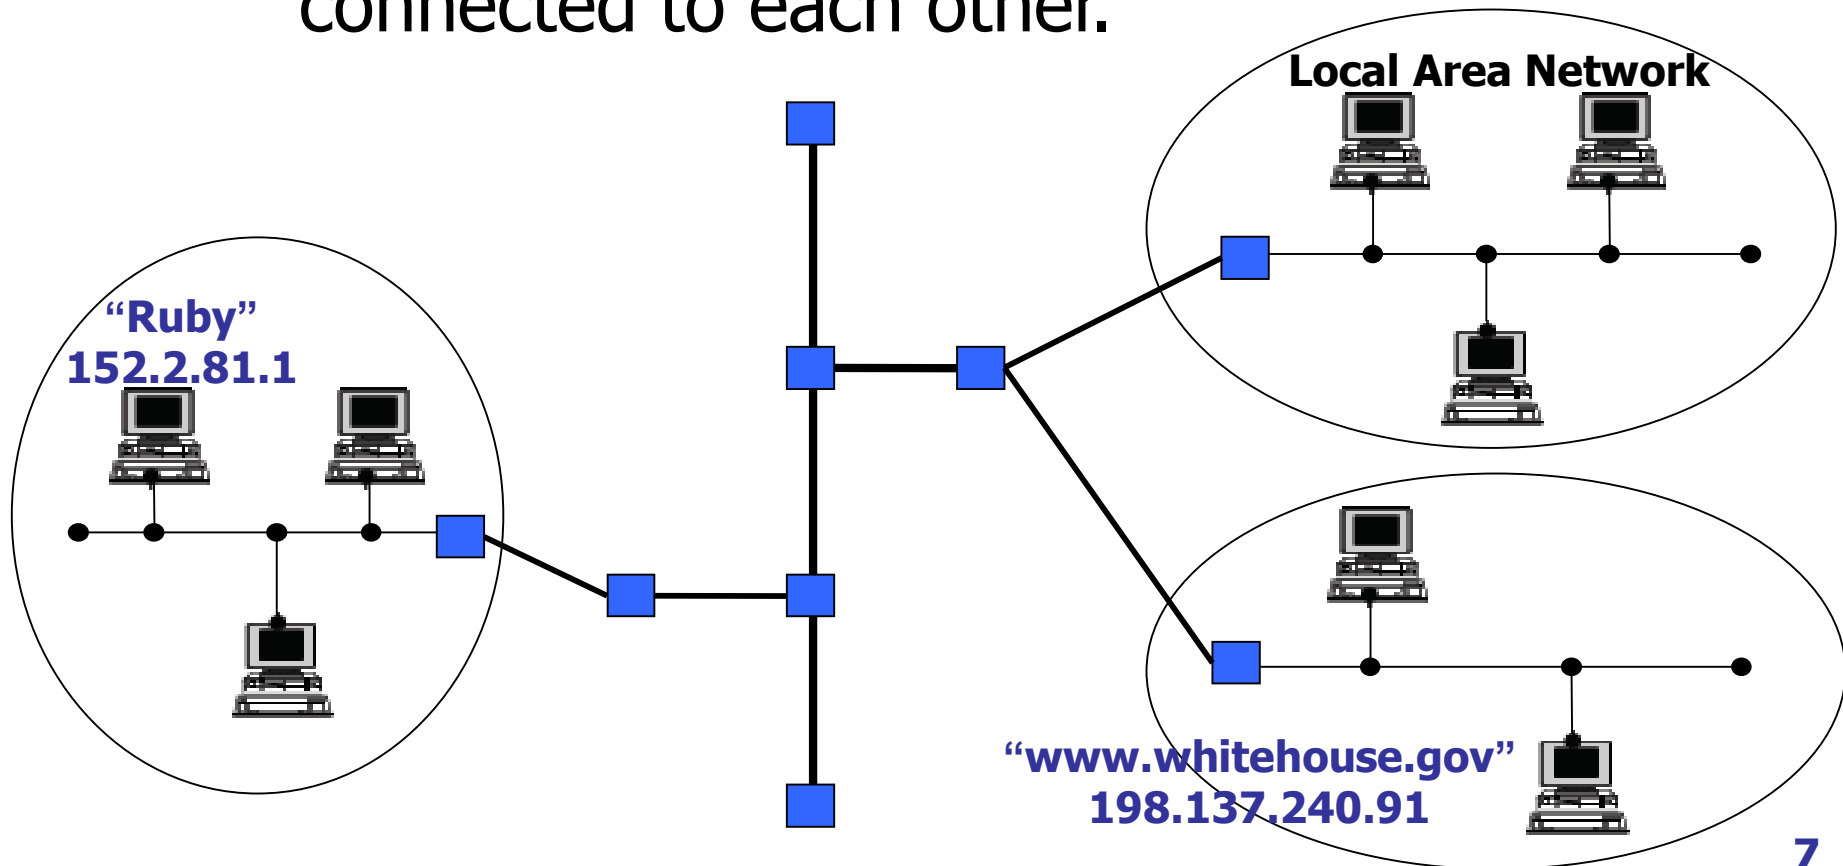 connected to each other.
Local Area Network
“Ruby”
152.2.81.1
“www.whitehouse.gov”
198.137.240.91
7